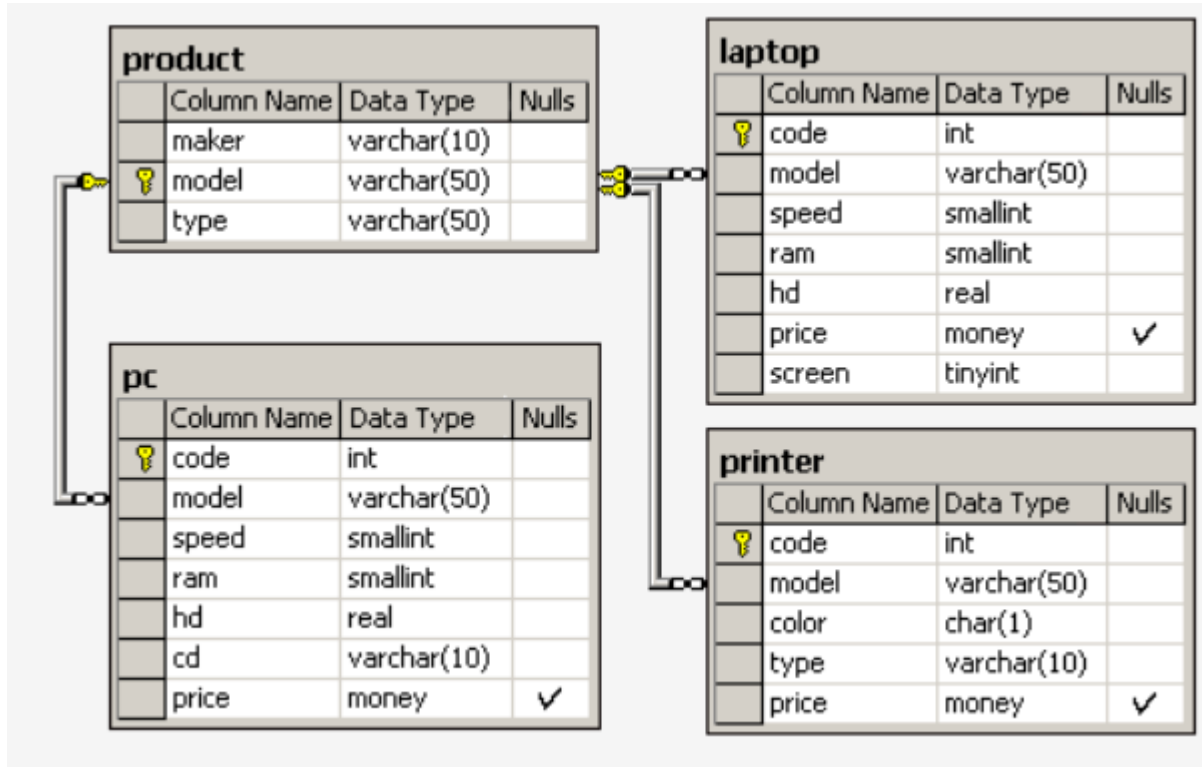 product
Column Name Data Type Nulls
maker varchar(10)
model varchar(50)
type varchar(50)
pc
Column Name Data Type Nulls
code int
model varchar(50)
speed smallint
ram smallint
hd real
cd varchar(10)
price money ✓
laptop
Column Name Data Type Nulls
code int
model varchar(50)
speed smallint
ram smallint
hd real
price money ✓
screen tinyint
printer
Column Name Data Type Nulls
code int
model varchar(50)
color char(1)
type varchar(10)
price money ✓